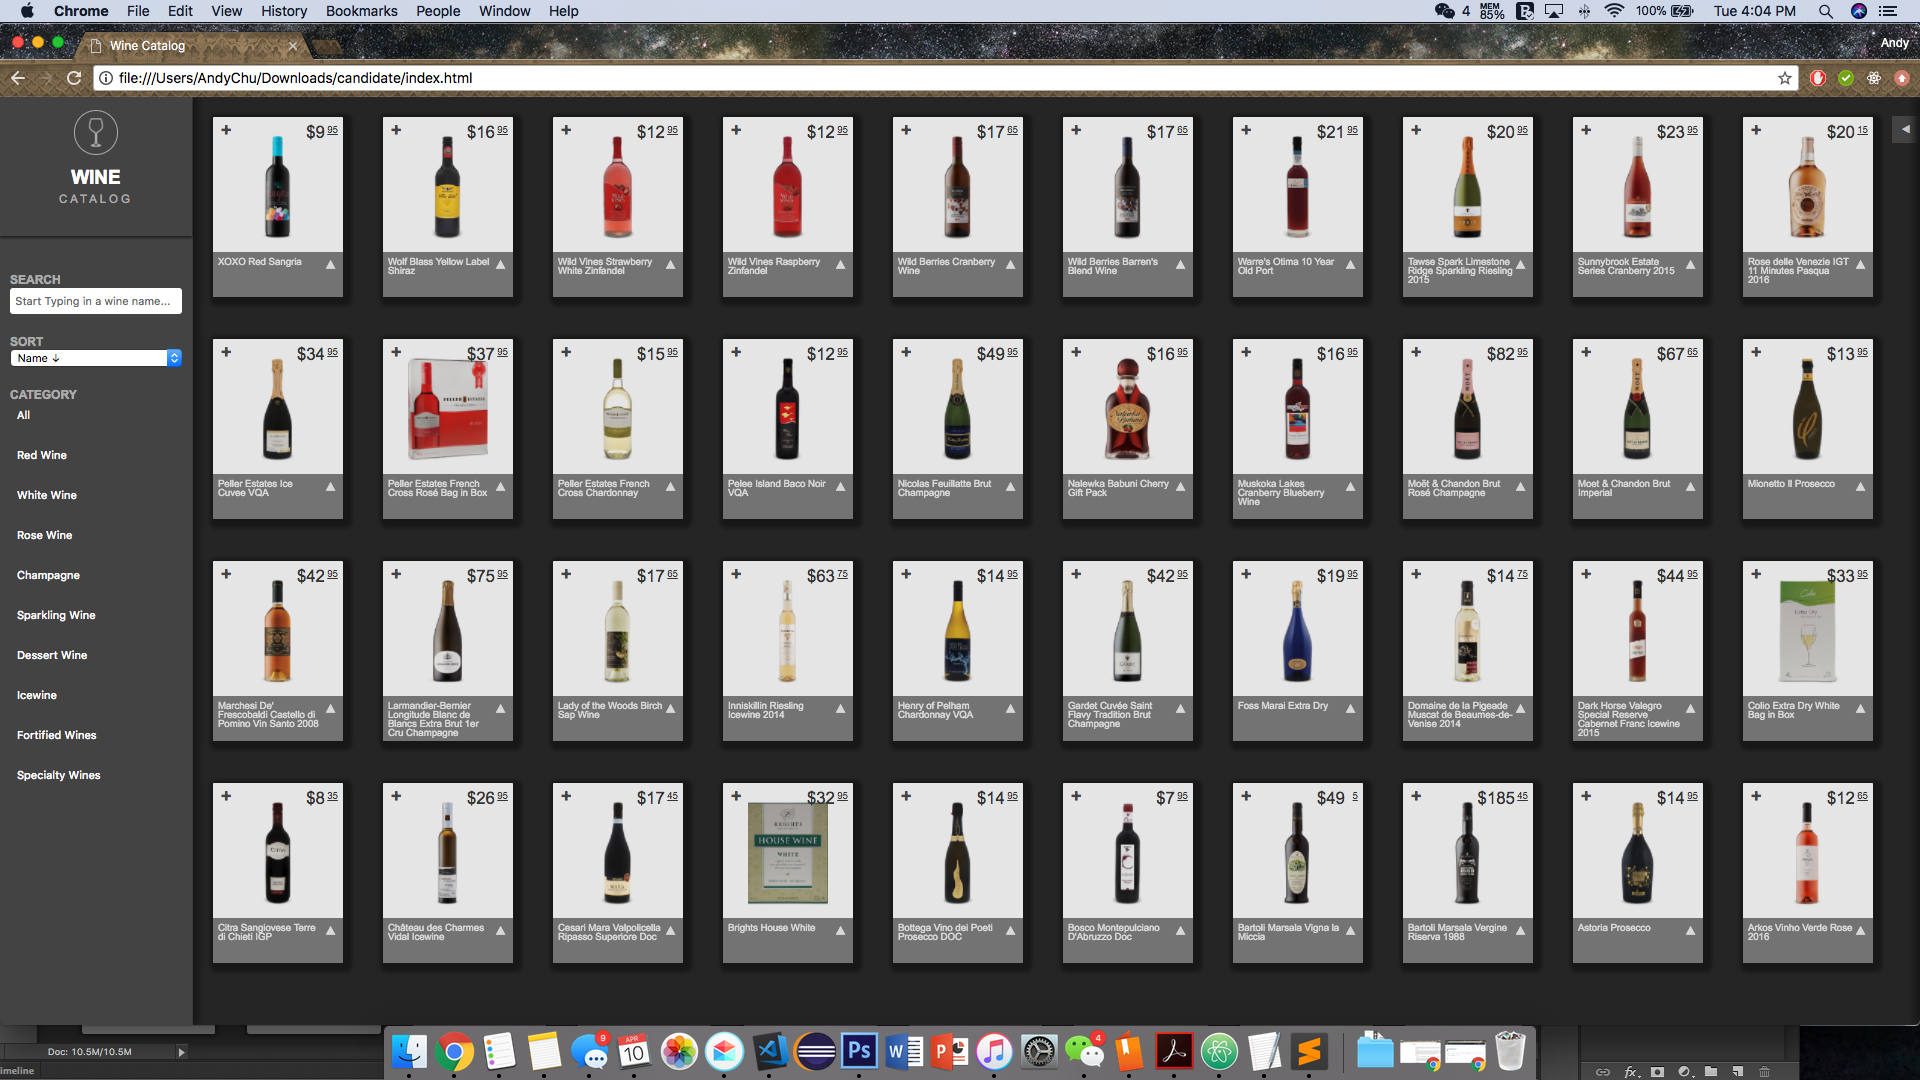 Chrome File Edit View History Bookmarks People Window Help
4 MEM 85% 100% Tue 4:04 PM
Wine Catalog
Andy
file:///Users/AndyChu/Downloads/candidate/index.html
WINE
CATALOG
SEARCH
Start Typing in a wine name...
SORT
Name ↓
CATEGORY
All
Red Wine
White Wine
Rose Wine
Champagne
Sparkling Wine
Dessert Wine
Icewine
Fortified Wines
Specialty Wines
+ $9 95
XOXO Red Sangria
+ $16 95
Wolf Blass Yellow Label
Shiraz
+ $12 95
Wild Vines Strawberry
White Zinfandel
+ $12 95
Wild Vines Raspberry
Zinfandel
+ $17 65
Wild Berries Cranberry
Wine
+ $17 65
Wild Berries Barren's
Blend Wine
+ $21 95
Warre's Otima 10 Year
Old Port
+ $20 95
Tawse Spark Limestone
Ridge Sparkling Riesling
2015
+ $23 95
Sunnybrook Estate
Series Cranberry 2015
+ $20 15
Rose delle Venezie IGT
11 Minutes Pasqua
2016
+ $34 95
Peller Estates Ice
Cuvee VQA
+ $37 95
Peller Estates French
Cross Rosé Bag in Box
+ $15 95
Peller Estates French
Cross Chardonnay
+ $12 95
Pelee Island Baco Noir
VQA
+ $49 95
Nicolas Feuillatte Brut
Champagne
+ $16 95
Nalewka Babuni Cherry
Gift Pack
+ $16 95
Muskoka Lakes
Cranberry Blueberry
Wine
+ $82 95
Moët & Chandon Brut
Rosé Champagne
+ $67 65
Moet & Chandon Brut
Imperial
+ $13 95
Mionetto Il Prosecco
+ $42 95
Marchesi De'
Frescobaldi Castello di
Pomino Vin Santo 2008
+ $75 95
Larmandier-Bernier
Longitude Blanc de
Blancs Extra Brut 1er
Cru Champagne
+ $17 65
Lady of the Woods Birch
Sap Wine
+ $63 75
Inniskillin Riesling
Icewine 2014
+ $14 95
Henry of Pelham
Chardonnay VQA
+ $42 95
Gardet Cuvée Saint
Flavy Tradition Brut
Champagne
+ $19 95
Foss Marai Extra Dry
+ $14 75
Domaine de la Pigeade
Muscat de Beaumes-de-
Venise 2014
+ $44 95
Dark Horse Valegro
Special Reserve
Cabernet Franc Icewine
2015
+ $33 95
Colio Extra Dry White
Bag in Box
+ $8 35
Citra Sangiovese Terre
di Chieti IGP
+ $26 95
Château des Charmes
Vidal Icewine
+ $17 45
Cesari Mara Valpolicella
Ripasso Superiore Doc
+ $32 95
HOUSE WINE
WHITE
Brights House White
+ $14 95
Bottega Vino dei Poeti
Prosecco DOC
+ $7 95
Bosco Montepulciano
D'Abruzzo Doc
+ $49 5
Bartoli Marsala Vigna la
Miccia
+ $185 45
Bartoli Marsala Vergine
Riserva 1988
+ $14 95
Astoria Prosecco
+ $12 65
Arkos Vinho Verde Rose
2016
Doc: 10.5M/10.5M
imeline
9 APR 10 Ps W P 4
fx